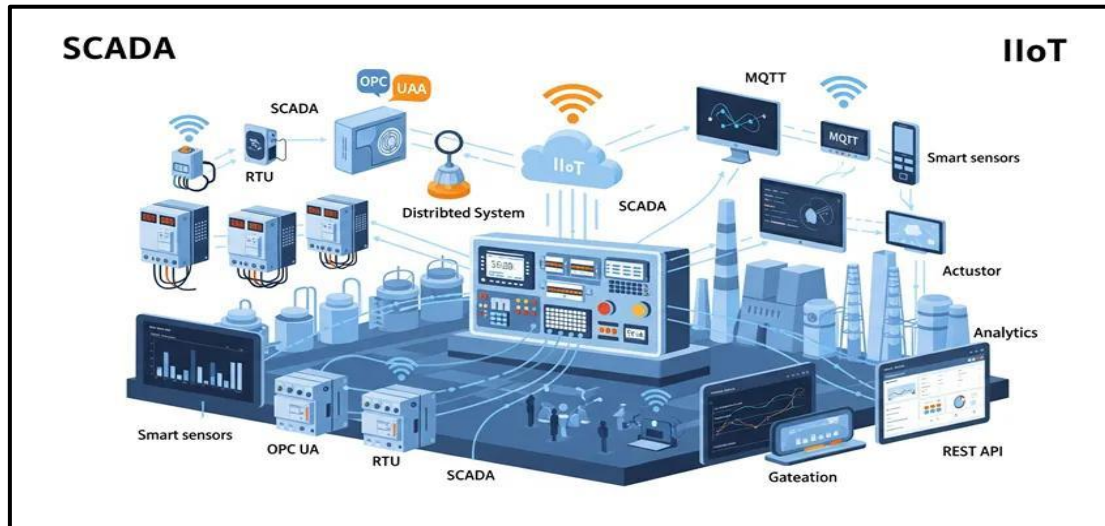 SCADA
IIoT
OPC
UAA
MQTT
SCADA
MQTT
RTU
IIoT
Smart sensors
Distribted System
SCADA
Actustor
Analytics
Smart sensors
OPC UA
RTU
SCADA
Gateation
REST API